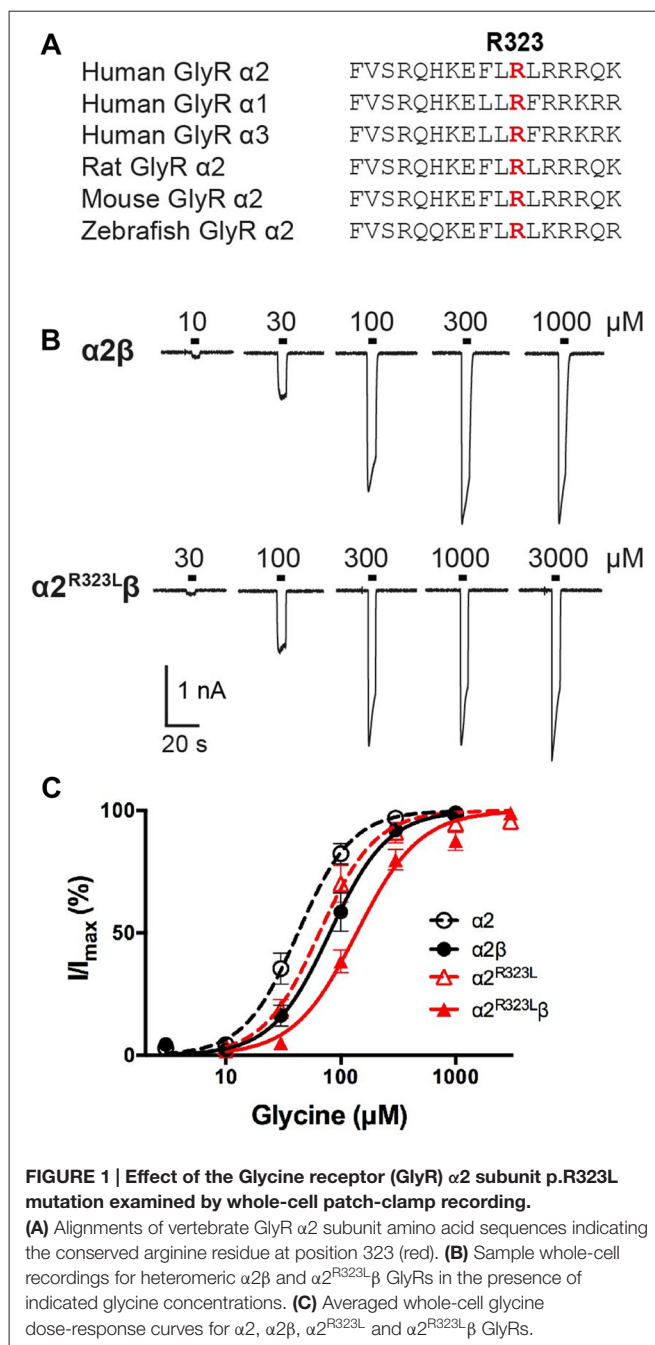 A
R323
Human GlyR α2 FVSRQHKEFLRLRRRQK
Human GlyR α1 FVSRQHKELLRFRRKRR
Human GlyR α3 FVSRQHKELLRFRRKRK
Rat GlyR α2 FVSRQHKEFLRLRRRQK
Mouse GlyR α2 FVSRQHKEFLRLRRRQK
Zebrafish GlyR α2 FVSRQQKEFLRLKRRQR
B
10 30 100 300 1000 µM
α2β
30 100 300 1000 3000 µM
α2R323Lβ
1 nA
20 s
C
100
50
0
I/Imax (%)
10 100 1000
Glycine (µM)
α2
α2β
α2R323L
α2R323Lβ
FIGURE 1 | Effect of the Glycine receptor (GlyR) α2 subunit p.R323L
mutation examined by whole-cell patch-clamp recording.
(A) Alignments of vertebrate GlyR α2 subunit amino acid sequences indicating
the conserved arginine residue at position 323 (red). (B) Sample whole-cell
recordings for heteromeric α2β and α2R323Lβ GlyRs in the presence of
indicated glycine concentrations. (C) Averaged whole-cell glycine
dose-response curves for α2, α2β, α2R323L and α2R323Lβ GlyRs.